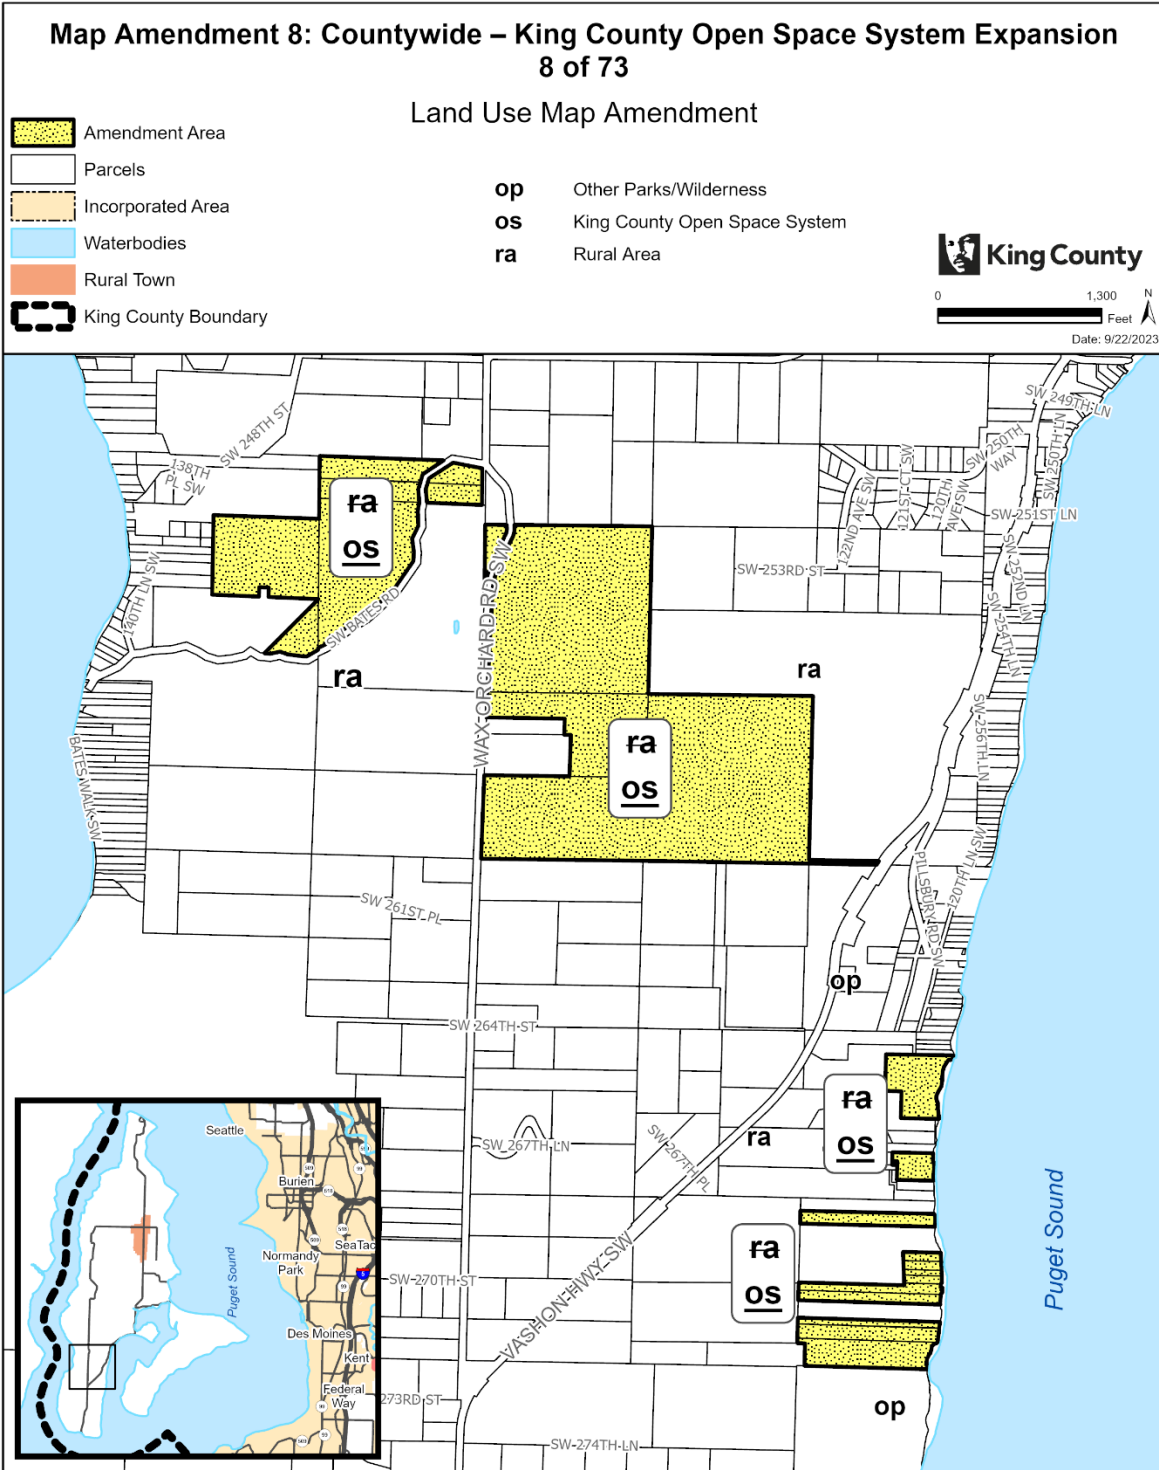 Map Amendment 8: Countywide – King County Open Space System Expansion
8 of 73
Land Use Map Amendment
Amendment Area
Parcels
Incorporated Area
Waterbodies
Rural Town
King County Boundary
op Other Parks/Wilderness
os King County Open Space System
ra Rural Area
King County
0 1,300
Feet
N
Date: 9/22/2023
SW 249TH LN
SW 248TH ST
138TH
PL SW
SW 250TH
WAY
SW 250TH LN
121ST CT SW
120TH
AVE SW
122ND AVE SW
SW 251ST LN
ra
os
SW 252ND LN
SW 253RD ST
140TH LN SW
SW BATES RD
WAX-ORCHARD RD SW
SW 254TH LN
ra
ra
SW 256TH LN
ra
os
BATES WALK SW
PILLSBURY RD SW
120TH LN SW
SW 261ST PL
op
SW 264TH ST
ra
os
ra
SW 267TH LN
SW 267TH PL
ra
os
Puget Sound
SW 270TH ST
VASHON HWY SW
273RD ST
op
SW 274TH LN
Seattle
Burien
509
518
99
SeaTac
Normandy
Park
Puget Sound
Des Moines
Kent
Federal
Way